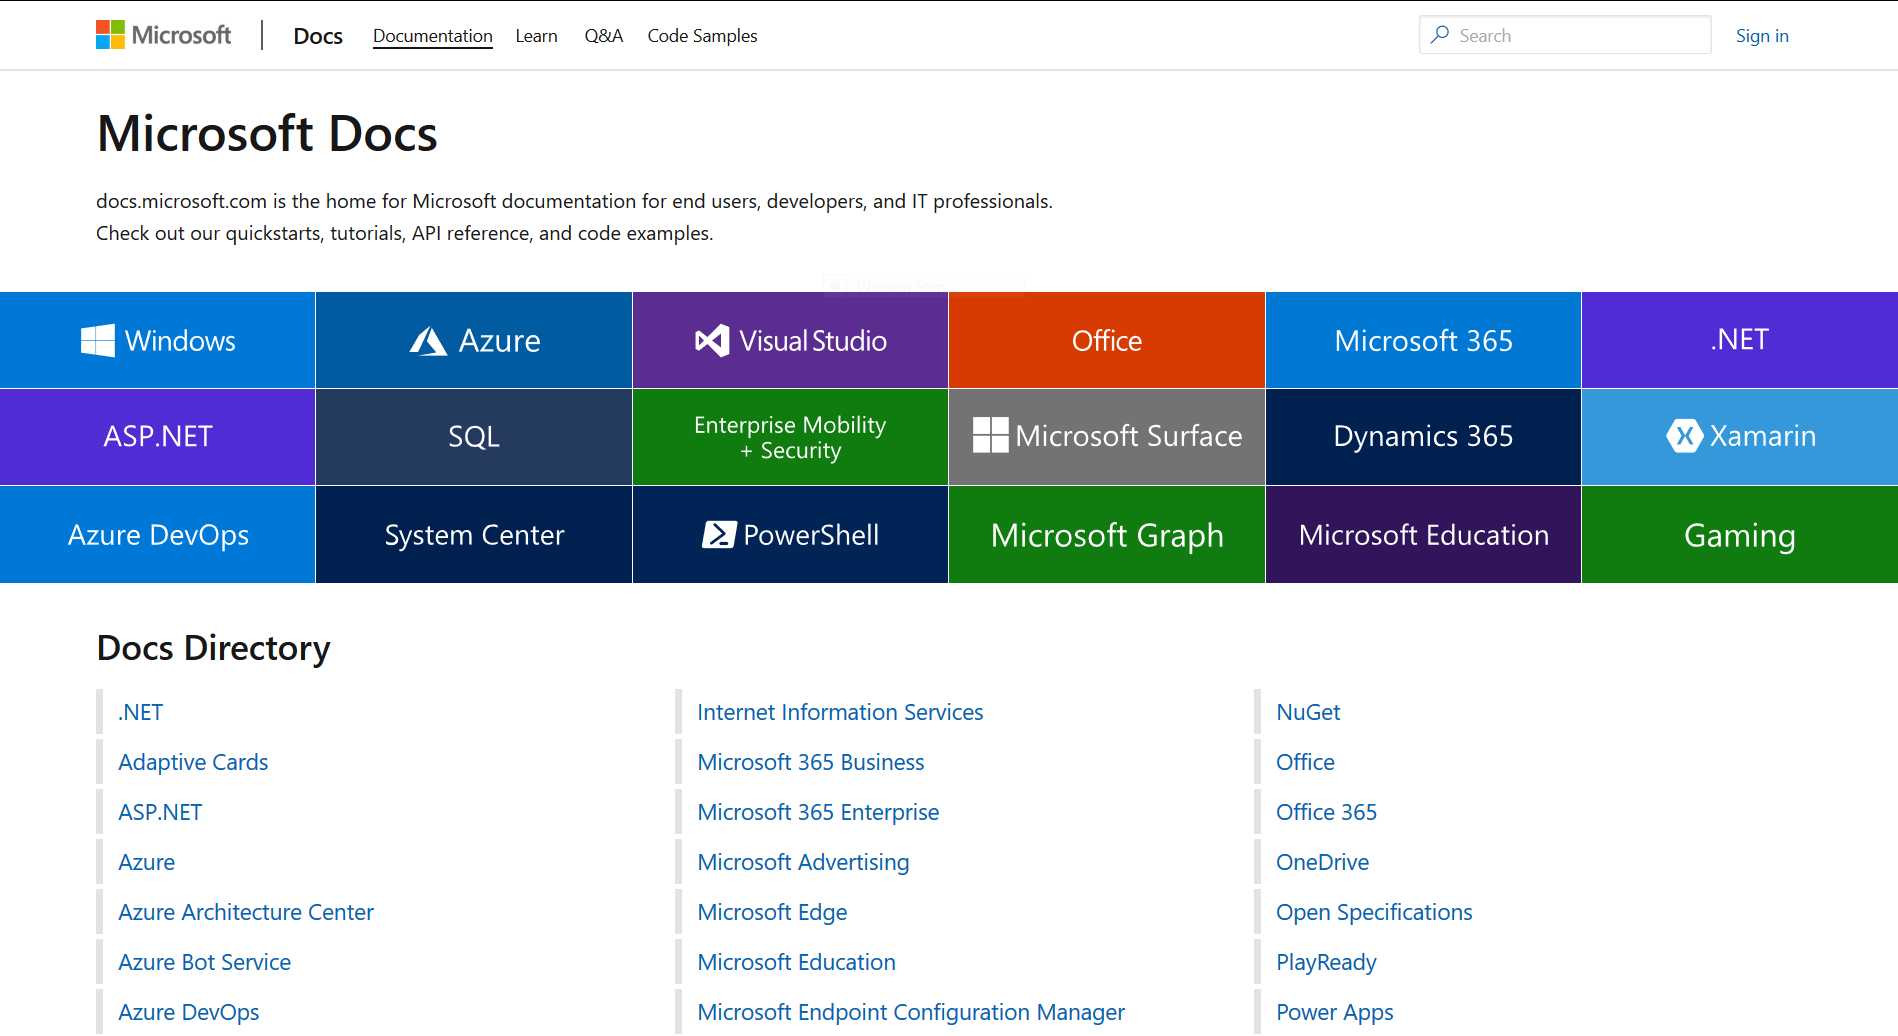 Microsoft
Docs
Documentation
Learn
Q&A
Code Samples
Search
Sign in
Microsoft Docs
docs.microsoft.com is the home for Microsoft documentation for end users, developers, and IT professionals.
Check out our quickstarts, tutorials, API reference, and code examples.
Windows
Azure
Visual Studio
Office
Microsoft 365
.NET
ASP.NET
SQL
Enterprise Mobility
+ Security
Microsoft Surface
Dynamics 365
Xamarin
Azure DevOps
System Center
PowerShell
Microsoft Graph
Microsoft Education
Gaming
Docs Directory
.NET
Adaptive Cards
ASP.NET
Azure
Azure Architecture Center
Azure Bot Service
Azure DevOps
Internet Information Services
Microsoft 365 Business
Microsoft 365 Enterprise
Microsoft Advertising
Microsoft Edge
Microsoft Education
Microsoft Endpoint Configuration Manager
NuGet
Office
Office 365
OneDrive
Open Specifications
PlayReady
Power Apps